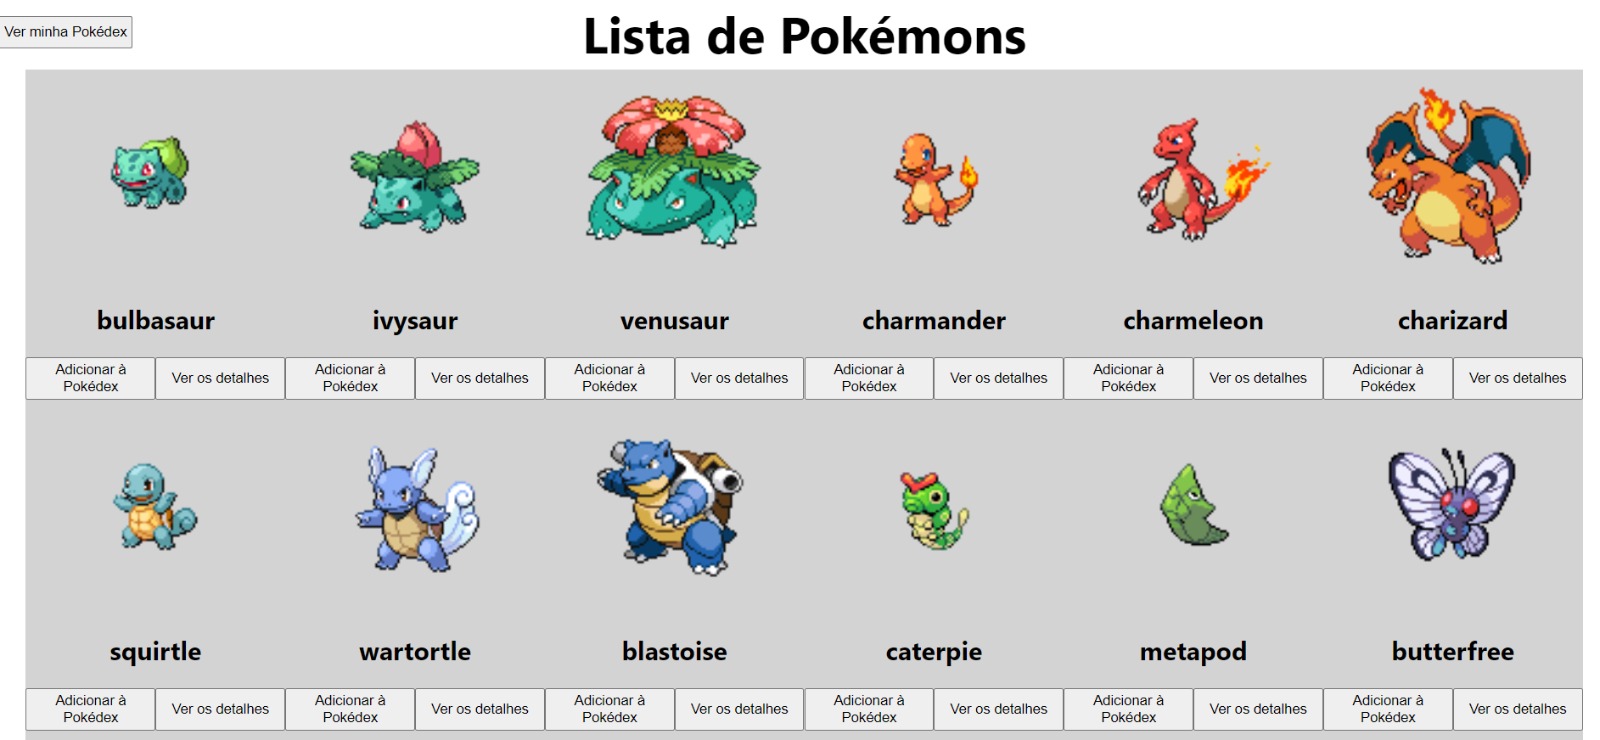 Ver minha Pokédex
Lista de Pokémons
bulbasaur
ivysaur
venusaur
charmander
charmeleon
charizard
Adicionar à
Pokédex
Ver os detalhes
Adicionar à
Pokédex
Ver os detalhes
Adicionar à
Pokédex
Ver os detalhes
Adicionar à
Pokédex
Ver os detalhes
Adicionar à
Pokédex
Ver os detalhes
Adicionar à
Pokédex
Ver os detalhes
squirtle
wartortle
blastoise
caterpie
metapod
butterfree
Adicionar à
Pokédex
Ver os detalhes
Adicionar à
Pokédex
Ver os detalhes
Adicionar à
Pokédex
Ver os detalhes
Adicionar à
Pokédex
Ver os detalhes
Adicionar à
Pokédex
Ver os detalhes
Adicionar à
Pokédex
Ver os detalhes